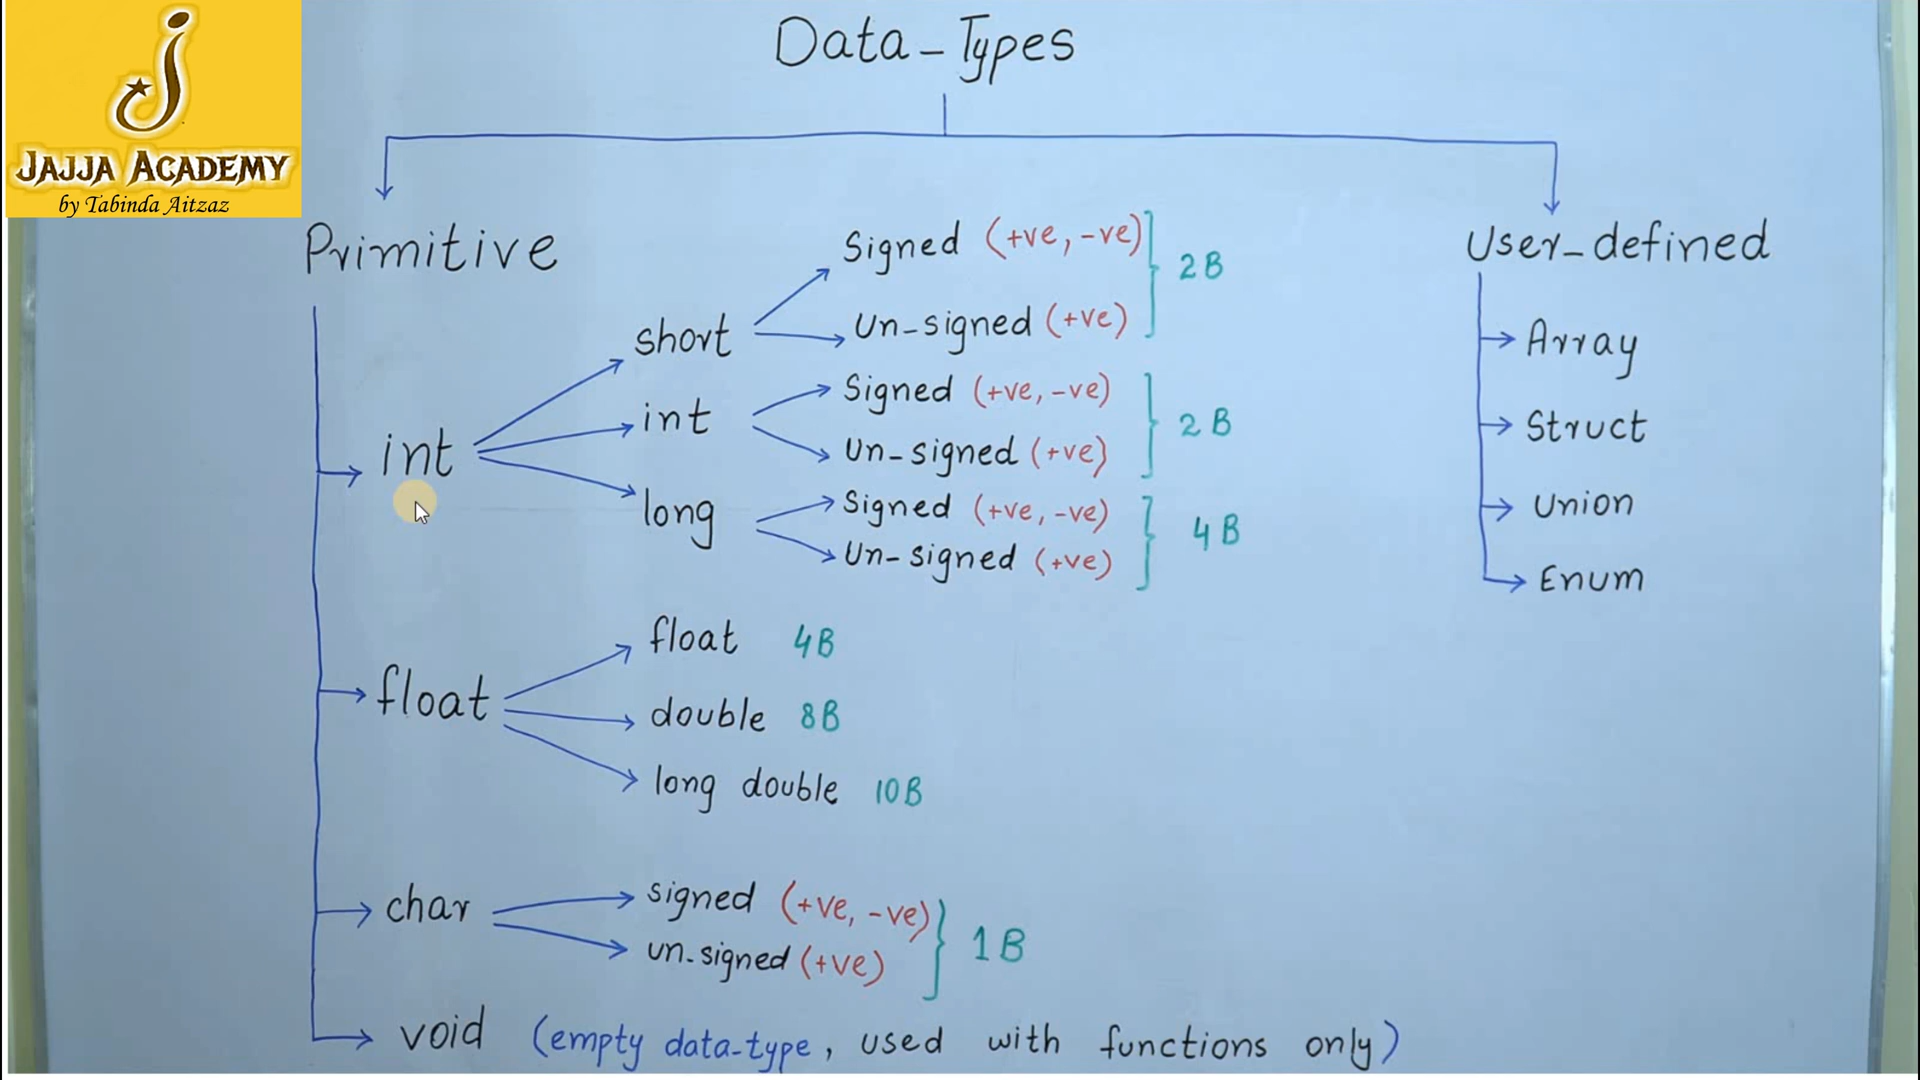 JAJJA ACADEMY
by Tabinda Aitzaz
Data-Types
Primitive
int
short
Signed (+ve, -ve)
Un-signed (+ve)
2B
int
Signed (+ve, -ve)
Un-signed (+ve)
2B
long
Signed (+ve, -ve)
Un-signed (+ve)
4B
float
float 4B
double 8B
long double 10B
char
signed (+ve, -ve)
un-signed (+ve)
1B
void (empty data-type, used with functions only)
User-defined
Array
Struct
Union
Enum